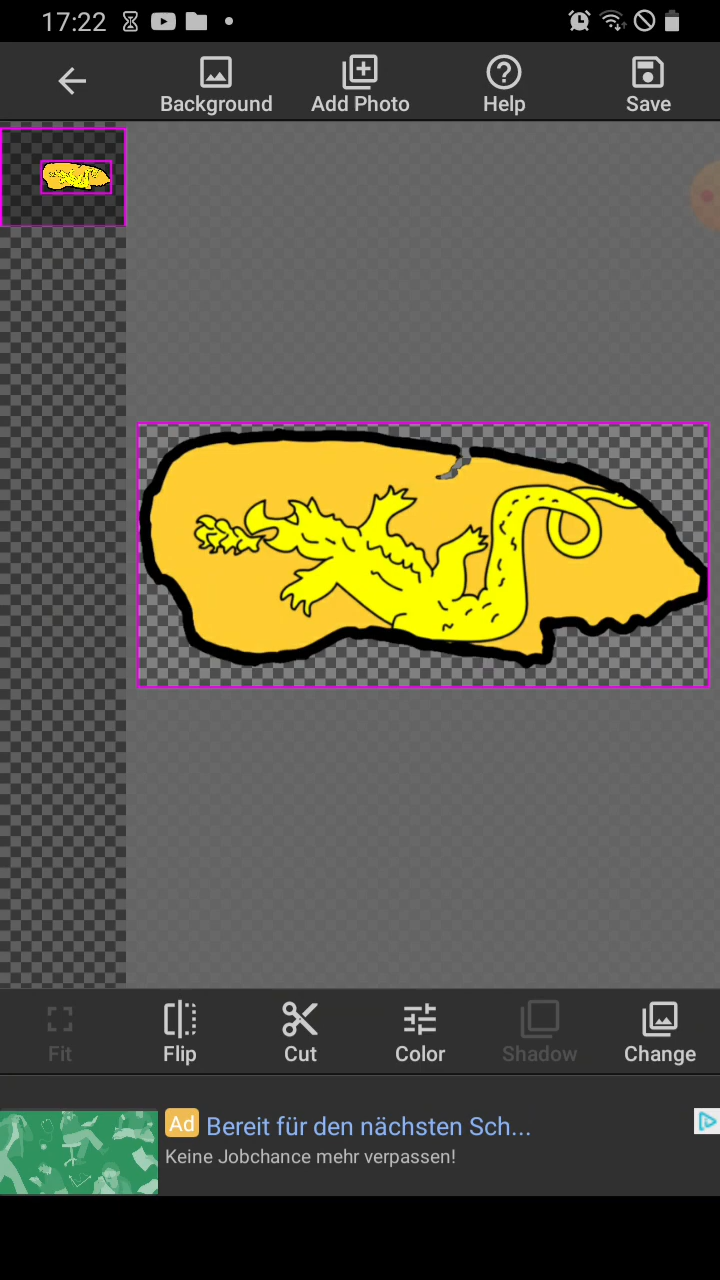 17:22
Background
Add Photo
Help
Save
Fit
Flip
Cut
Color
Shadow
Change
Ad Bereit für den nächsten Sch...
Keine Jobchance mehr verpassen!